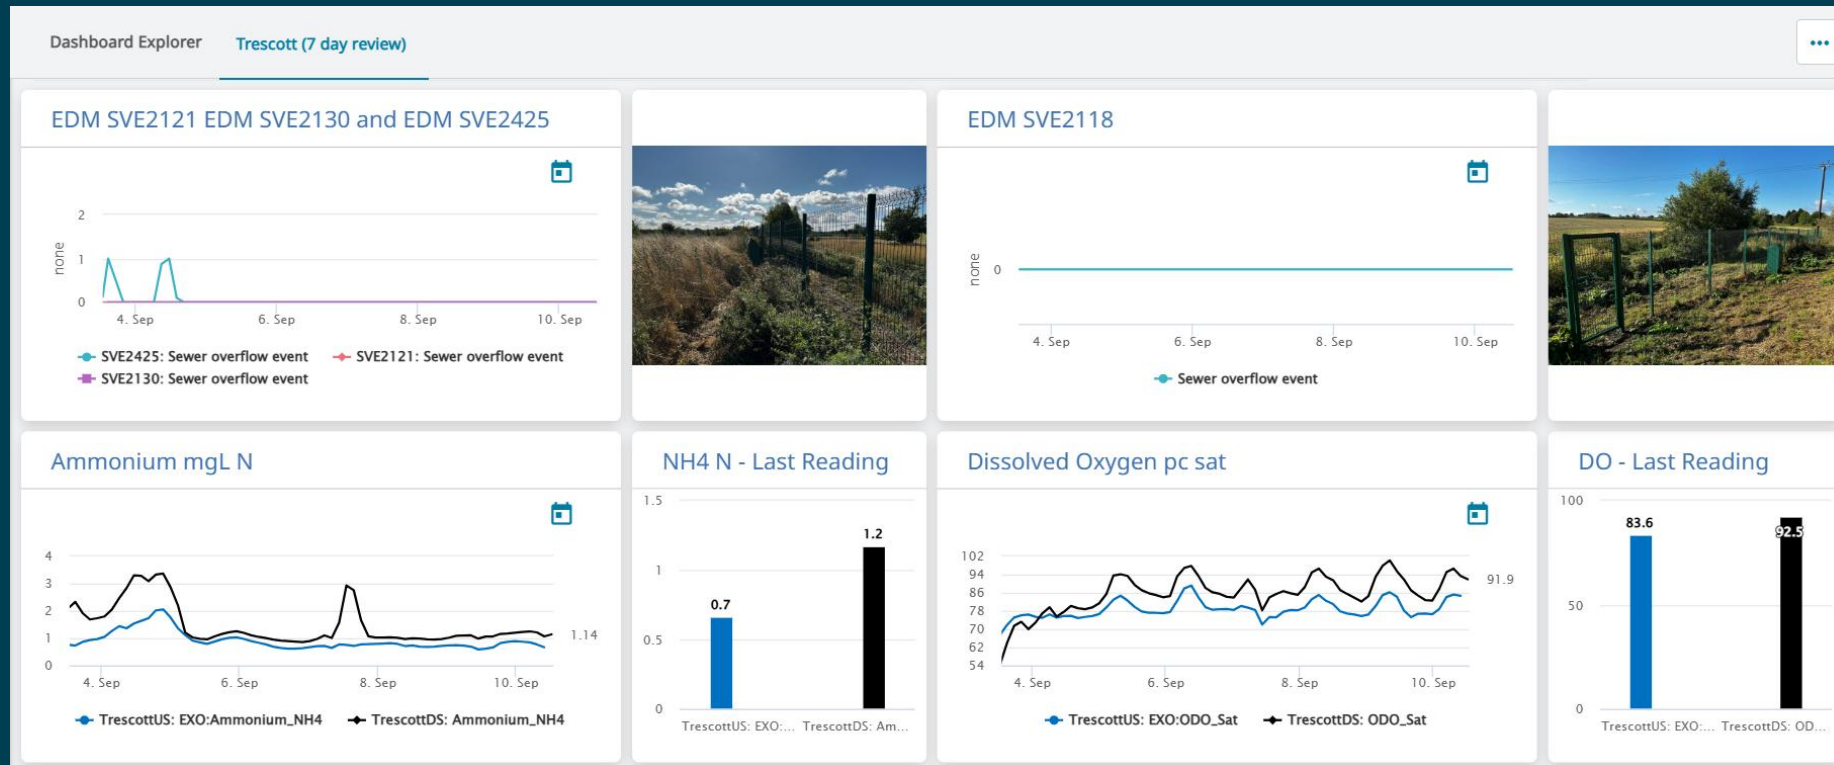 Dashboard Explorer
Trescott (7 day review)
EDM SVE2121 EDM SVE2130 and EDM SVE2425
none
2
1
0
4. Sep
6. Sep
8. Sep
10. Sep
SVE2425: Sewer overflow event
SVE2121: Sewer overflow event
SVE2130: Sewer overflow event
EDM SVE2118
none
0
4. Sep
6. Sep
8. Sep
10. Sep
Sewer overflow event
Ammonium mgL N
4
3
2
1
0
1.14
4. Sep
6. Sep
8. Sep
10. Sep
TrescottUS: EXO:Ammonium_NH4
TrescottDS: Ammonium_NH4
NH4 N - Last Reading
1.5
1
0.5
0
0.7
1.2
TrescottUS: EXO:...
TrescottDS: Am...
Dissolved Oxygen pc sat
102
94
86
78
70
62
54
91.9
4. Sep
6. Sep
8. Sep
10. Sep
TrescottUS: EXO:ODO_Sat
TrescottDS: ODO_Sat
DO - Last Reading
100
50
0
83.6
92.5
TrescottUS: EXO:...
TrescottDS: OD...